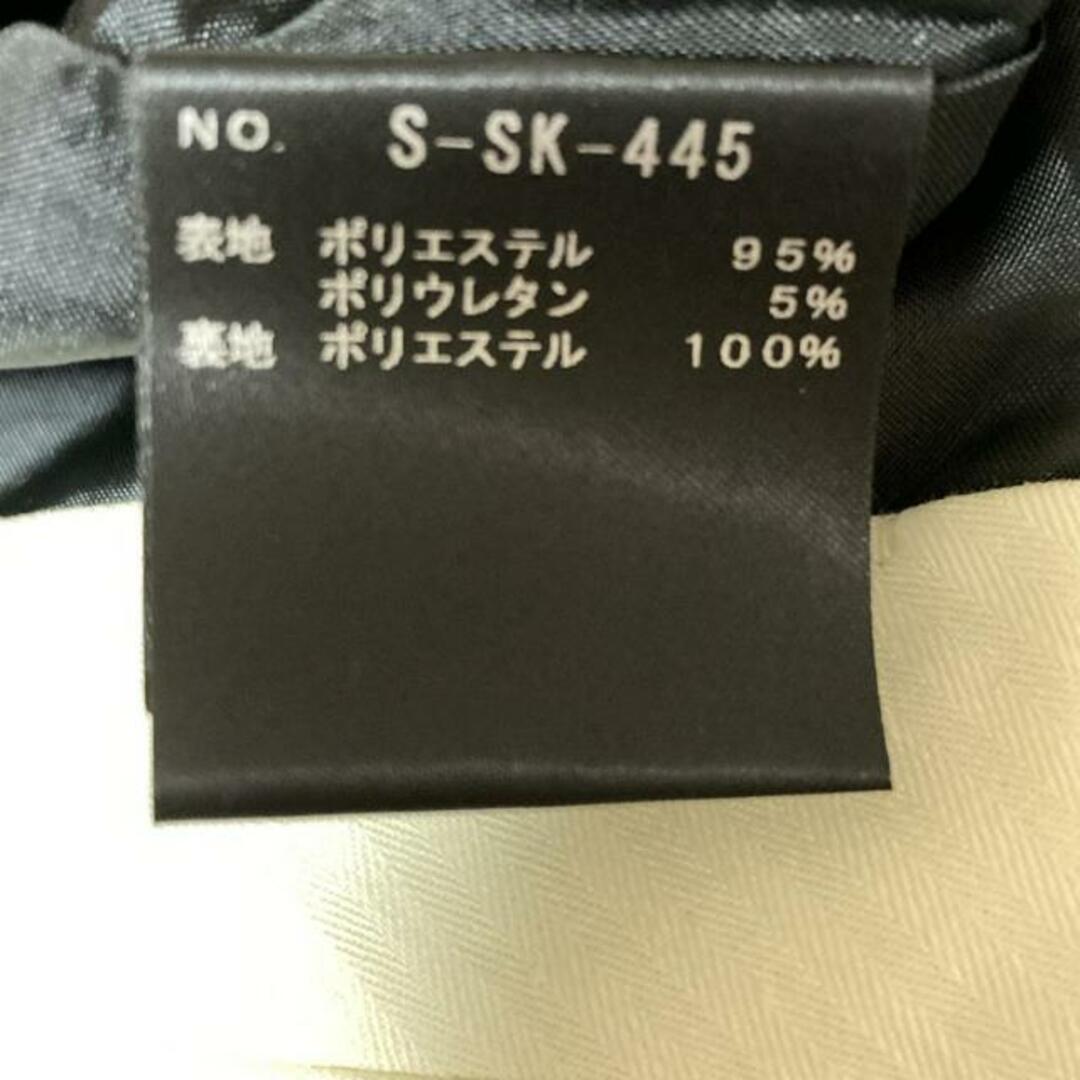 NO. S-SK-445
表地 ポリエステル 95%
ポリウレタン 5%
裏地 ポリエステル 100%